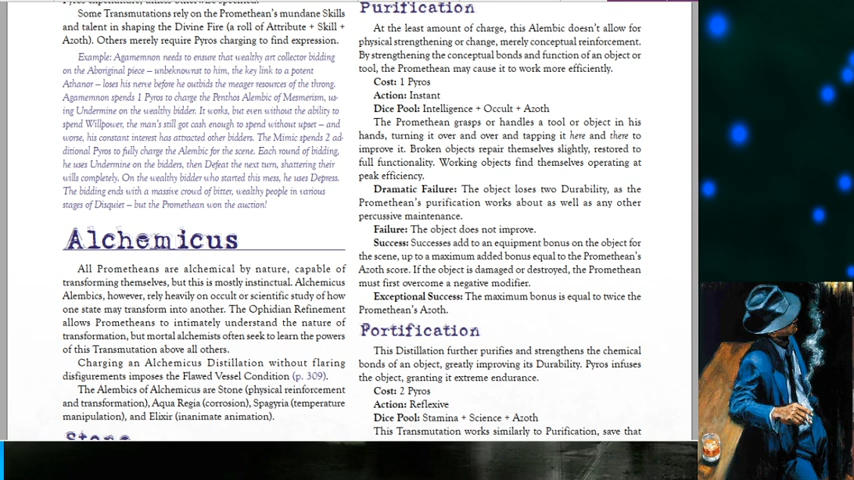 Some Transmutations rely on the Promethean's mundane Skills
and talent in shaping the Divine Fire (a roll of Attribute + Skill +
Azoth). Others merely require Pyros charging to find expression.
Example: Agamemnon needs to ensure that wealthy art collector bidding
on the Aboriginal piece – unbeknownst to him, the key link to a potent
Athanor – loses his nerve before he outbids the meager resources of the throng.
Agamemnon spends 1 Pyros to charge the Penthos Alembic of Mesmerism, us-
ing Undermine on the wealthy bidder. It works, but even without the ability to
spend Willpower, the man's still got cash enough to spend without upset – and
worse, his constant interest has attracted other bidders. The Mimic spends 2 ad-
ditional Pyros to fully charge the Alembic for the scene. Each round of bidding,
he uses Undermine on the bidders, then Defeat the next turn, shattering their
wills completely. On the wealthy bidder who started this mess, he uses Depress.
The bidding ends with a massive crowd of bitter, wealthy people in various
stages of Disquiet – but the Promethean won the auction!
Alchemicus
All Prometheans are alchemical by nature, capable of
transforming themselves, but this is mostly instinctual. Alchemicus
Alembics, however, rely heavily on occult or scientific study of how
one state may transform into another. The Ophidian Refinement
allows Prometheans to intimately understand the nature of
transformation, but mortal alchemists often seek to learn the powers
of this Transmutation above all others.
Charging an Alchemicus Distillation without flaring
disfigurements imposes the Flawed Vessel Condition (p. 309).
The Alembics of Alchemicus are Stone (physical reinforcement
and transformation), Aqua Regia (corrosion), Spagyria (temperature
manipulation), and Elixir (inanimate animation).
Stone
Purification
At the least amount of charge, this Alembic doesn't allow for
physical strengthening or change, merely conceptual reinforcement.
By strengthening the conceptual bonds and function of an object or
tool, the Promethean may cause it to work more efficiently.
Cost: 1 Pyros
Action: Instant
Dice Pool: Intelligence + Occult + Azoth
The Promethean grasps or handles a tool or object in his
hands, turning it over and over and tapping it here and there to
improve it. Broken objects repair themselves slightly, restored to
full functionality. Working objects find themselves operating at
peak efficiency.
Dramatic Failure: The object loses two Durability, as the
Promethean's purification works about as well as any other
percussive maintenance.
Failure: The object does not improve.
Success: Successes add to an equipment bonus on the object for
the scene, up to a maximum added bonus equal to the Promethean's
Azoth score. If the object is damaged or destroyed, the Promethean
must first overcome a negative modifier.
Exceptional Success: The maximum bonus is equal to twice the
Promethean's Azoth.
Fortification
This Distillation further purifies and strengthens the chemical
bonds of an object, greatly improving its Durability. Pyros infuses
the object, granting it extreme endurance.
Cost: 2 Pyros
Action: Reflexive
Dice Pool: Stamina + Science + Azoth
This Transmutation works similarly to Purification, save that